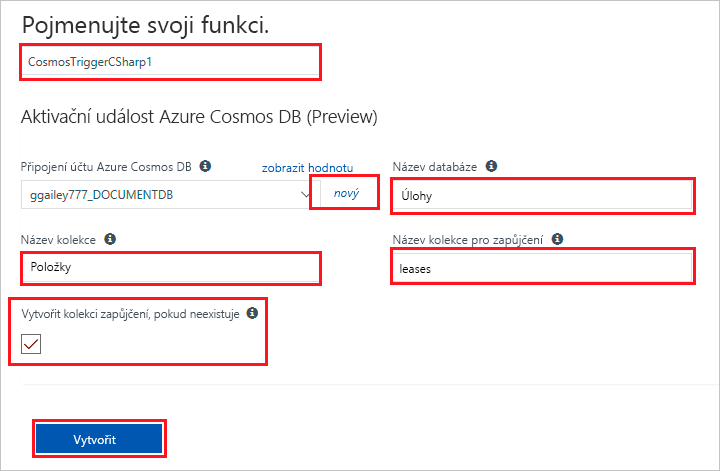 Pojmenujte svoji funkci.
CosmosTriggerCSharp1
Aktivační událost Azure Cosmos DB (Preview)
Připojení účtu Azure Cosmos DB zobrazit hodnotu Název databáze
ggailey777_DOCUMENTDB nový Úlohy
Název kolekce Název kolekce pro zapůjčení
Položky leases
Vytvořit kolekci zapůjčení, pokud neexistuje
Vytvořit